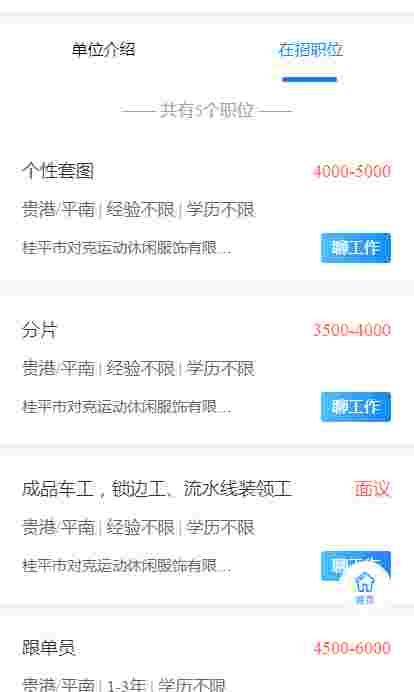 单位介绍 在招职位
共有5个职位
个性套图 4000-5000
贵港/平南 | 经验不限 | 学历不限
桂平市对克运动休闲服饰有限... 聊工作
分片 3500-4000
贵港/平南 | 经验不限 | 学历不限
桂平市对克运动休闲服饰有限... 聊工作
成品车工，锁边工、流水线装领工 面议
贵港/平南 | 经验不限 | 学历不限
桂平市对克运动休闲服饰有限... 聊工作
首页
跟单员 4500-6000
贵港/平南 | 1-3年 | 学历不限